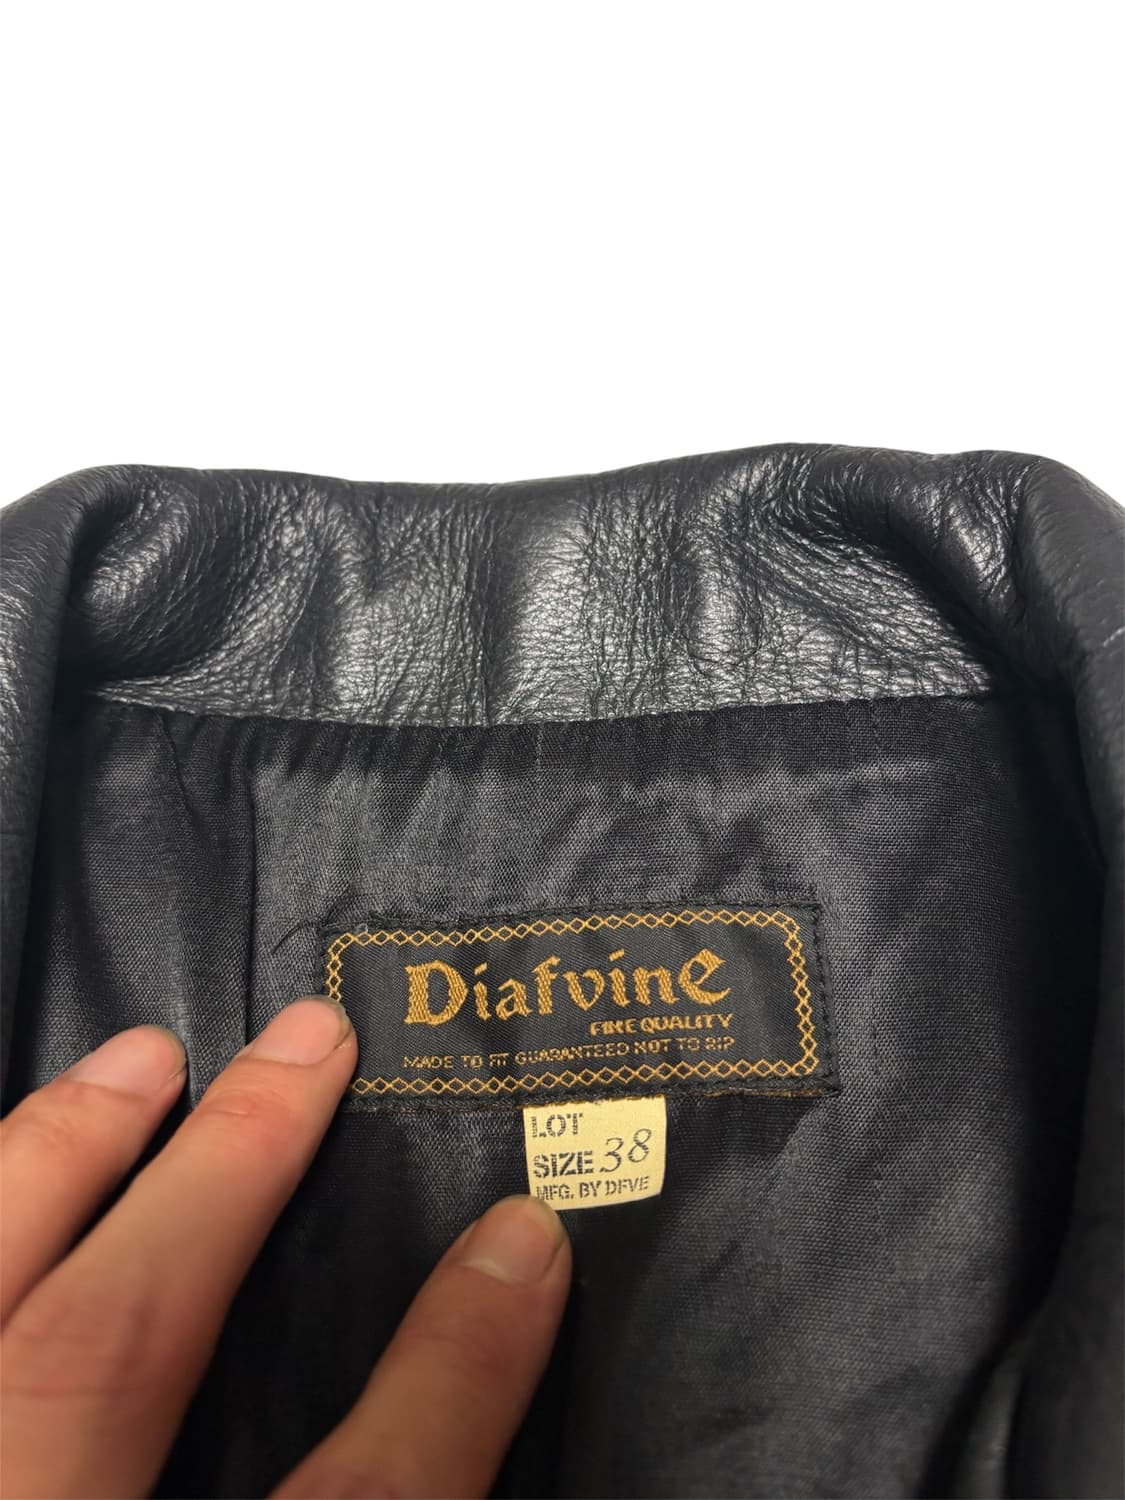 Diafvine
FINE QUALITY
MADE TO FIT GUARANTEED NOT TO RIP
LOT
SIZE 38
MFG. BY DFVE